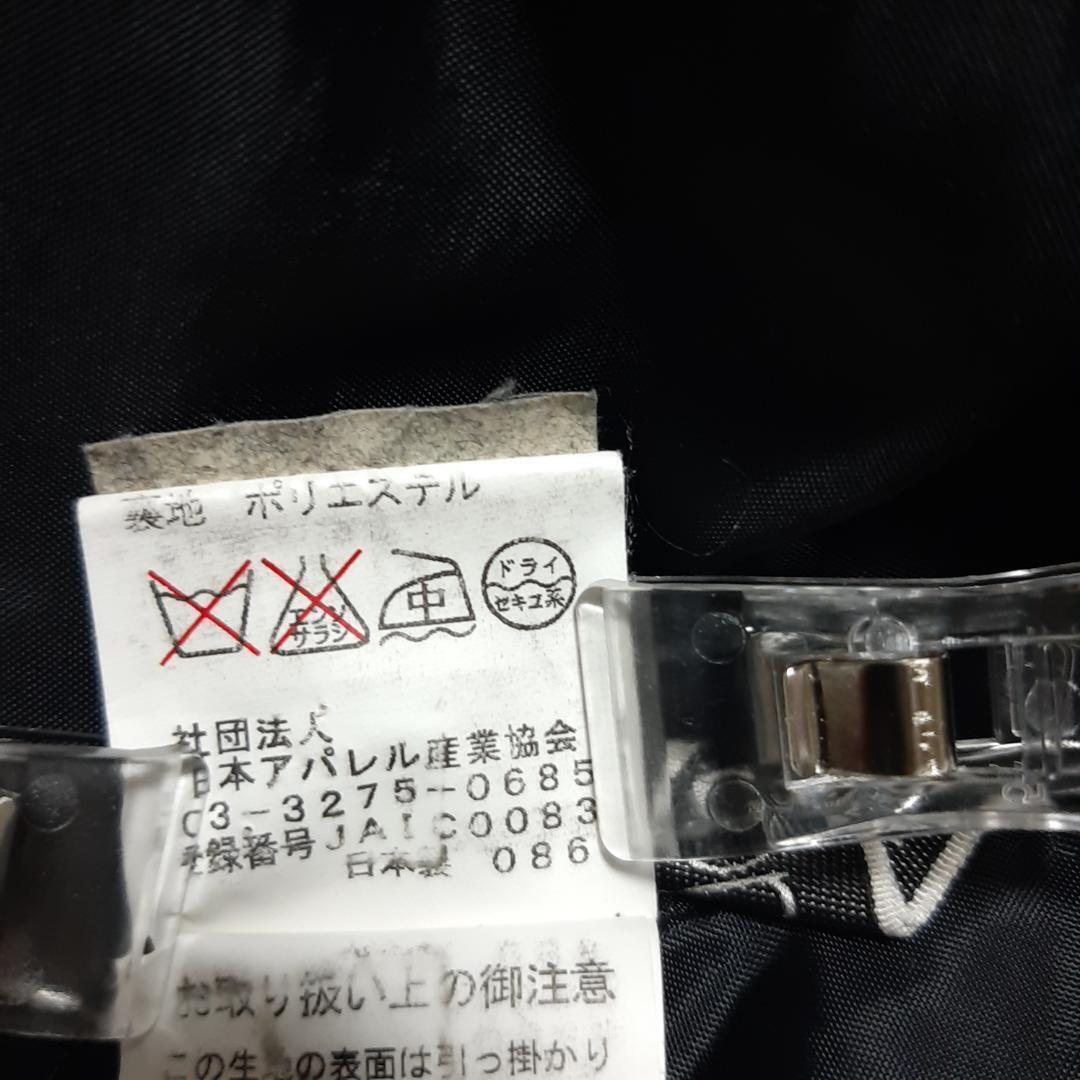 裏地 ポリエステル
エンソ
サラシ
中
ドライ
セキユ系
社団法人
日本アパレル産業協会
03-3275-0685
登録番号JAIC0083
日本製 086
お取り扱い上の御注意
この生地の表面は引っ掛かり